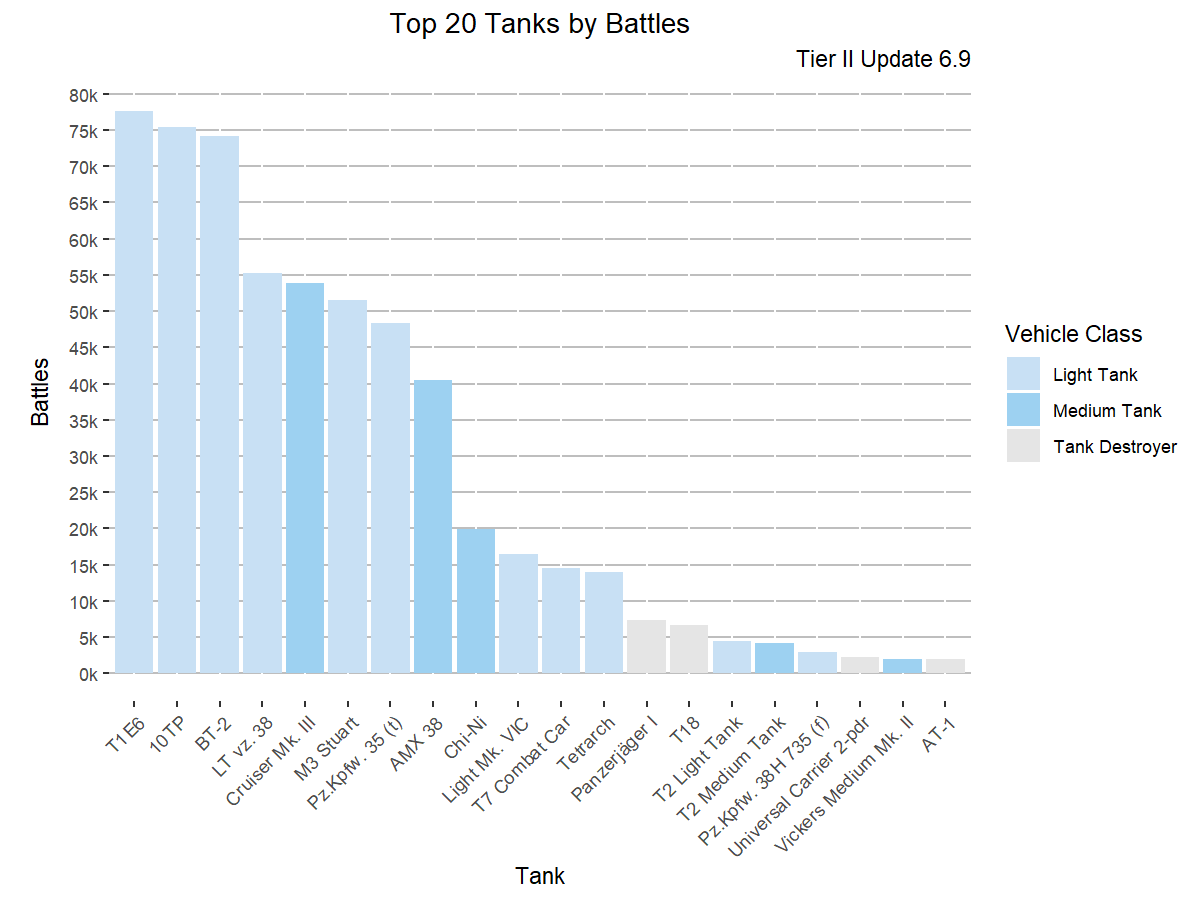 Top 20 Tanks by Battles
Tier II Update 6.9
80k
75k
70k
65k
60k
55k
50k
45k
40k
35k
30k
25k
20k
15k
10k
5k
0k
Battles
T1E6
10TP
BT-2
LT vz. 38
Cruiser Mk. III
M3 Stuart
Pz.Kpfw. 35 (t)
AMX 38
Chi-Ni
Light Mk. VIC
T7 Combat Car
Tetrarch
Panzerjäger I
T18
T2 Light Tank
T2 Medium Tank
Pz.Kpfw. 38 H 735 (f)
Universal Carrier 2-pdr
Vickers Medium Mk. II
AT-1
Tank
Vehicle Class
Light Tank
Medium Tank
Tank Destroyer